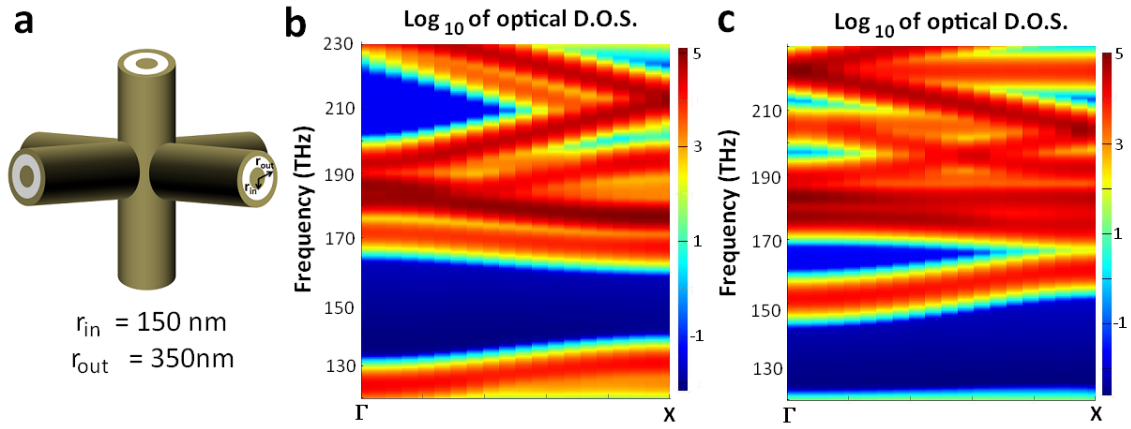 a
r out
r in
r in = 150 nm
r out = 350nm
b
Log 10 of optical D.O.S.
Frequency (THz)
230
210
190
170
150
130
Γ
X
5
3
1
-1
c
Log 10 of optical D.O.S.
Frequency (THz)
210
190
170
150
130
Γ
X
5
3
1
-1